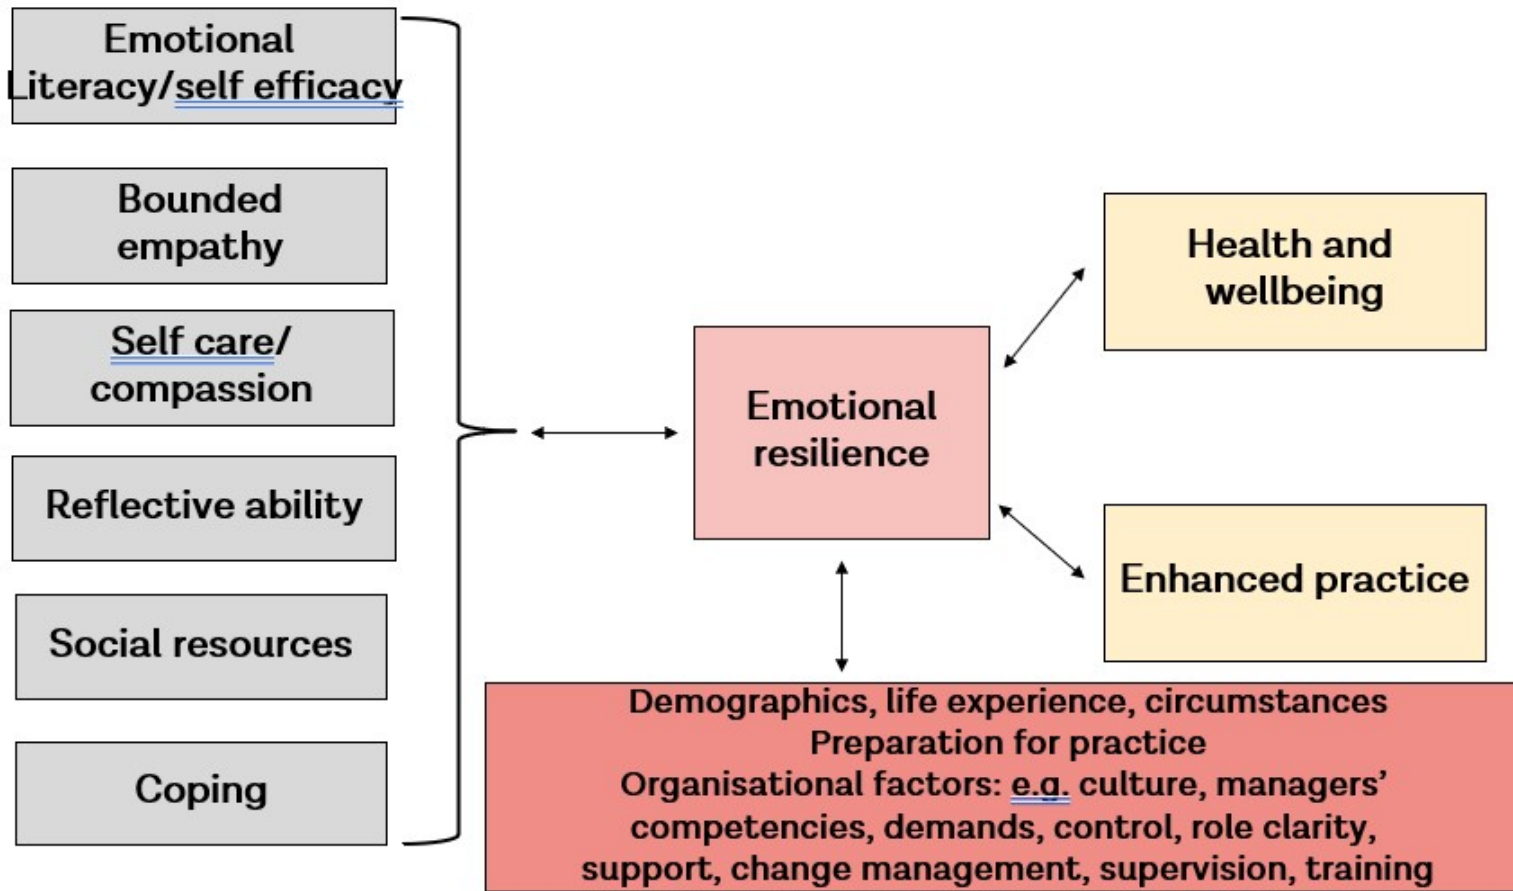 Emotional
Literacy/self efficacy
Bounded
empathy
Self care/
compassion
Reflective ability
Social resources
Coping
Emotional
resilience
Health and
wellbeing
Enhanced practice
Demographics, life experience, circumstances
Preparation for practice
Organisational factors: e.g. culture, managers’
competencies, demands, control, role clarity,
support, change management, supervision, training